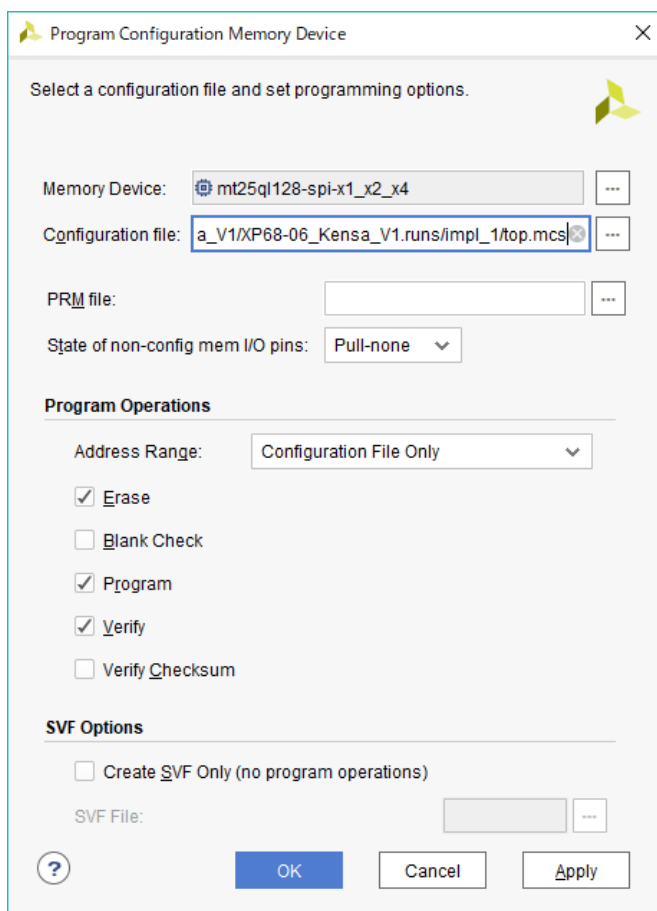 Program Configuration Memory Device
Select a configuration file and set programming options.
Memory Device: mt25ql128-spi-x1_x2_x4 ...
Configuration file: a_V1/XP68-06_Kensa_V1.runs/impl_1/top.mcs ...
PRM file: ...
State of non-config mem I/O pins: Pull-none
Program Operations
Address Range: Configuration File Only
Erase
Blank Check
Program
Verify
Verify Checksum
SVF Options
Create SVF Only (no program operations)
SVF File: ...
? OK Cancel Apply